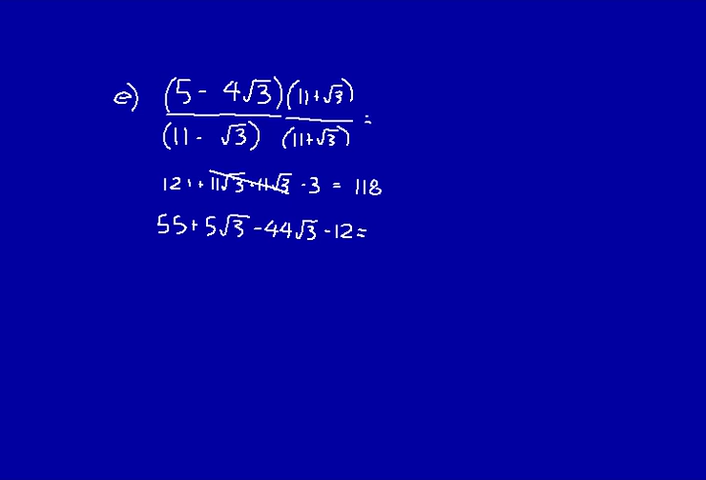 e) (5 - 4√3)(11+√3)
(11 - √3) (11+√3) =
121 + 11√3 - 11√3 - 3 = 118
55 + 5√3 - 44√3 - 12 =